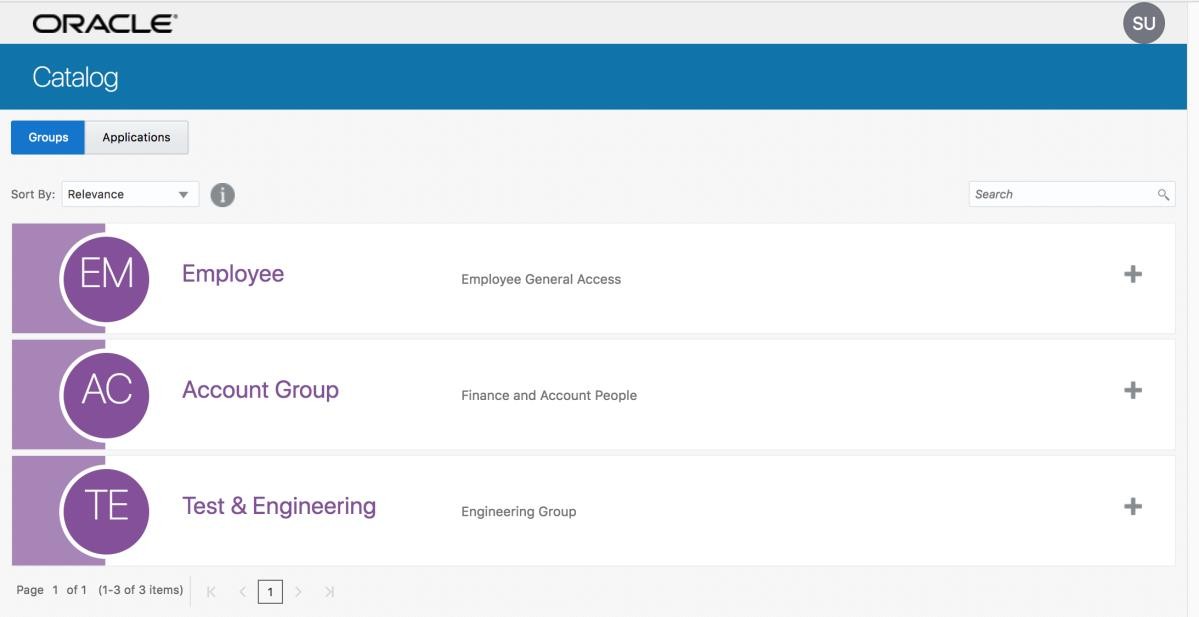 ORACLE®
SU
Catalog
Groups Applications
Sort By: Relevance i Search
EM Employee Employee General Access +
AC Account Group Finance and Account People +
TE Test & Engineering Engineering Group +
Page 1 of 1 (1-3 of 3 items) 1